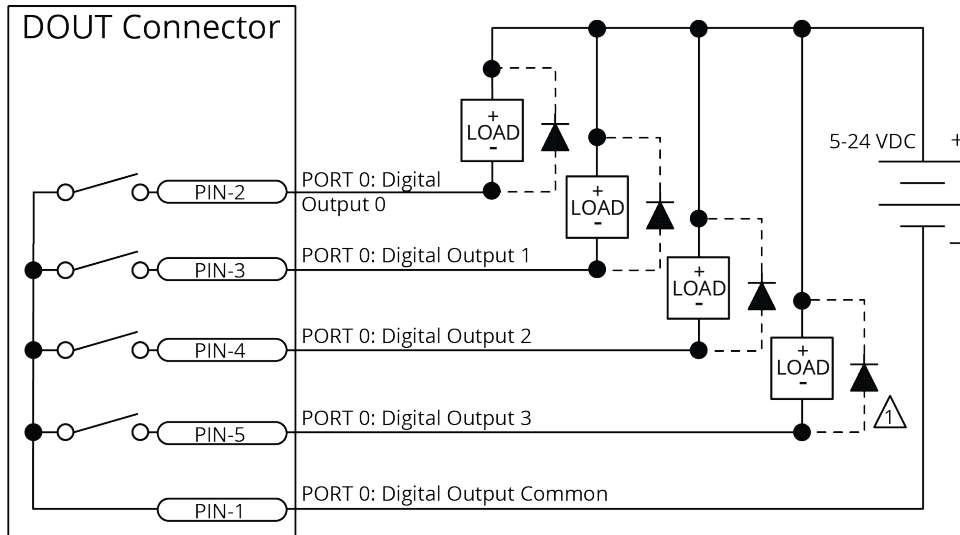 DOUT Connector
+
LOAD
-
5-24 VDC
+
PORT 0: Digital
Output 0
PIN-2
+
LOAD
-
PORT 0: Digital Output 1
PIN-3
+
LOAD
-
PORT 0: Digital Output 2
PIN-4
+
LOAD
-
1
PORT 0: Digital Output 3
PIN-5
PORT 0: Digital Output Common
PIN-1